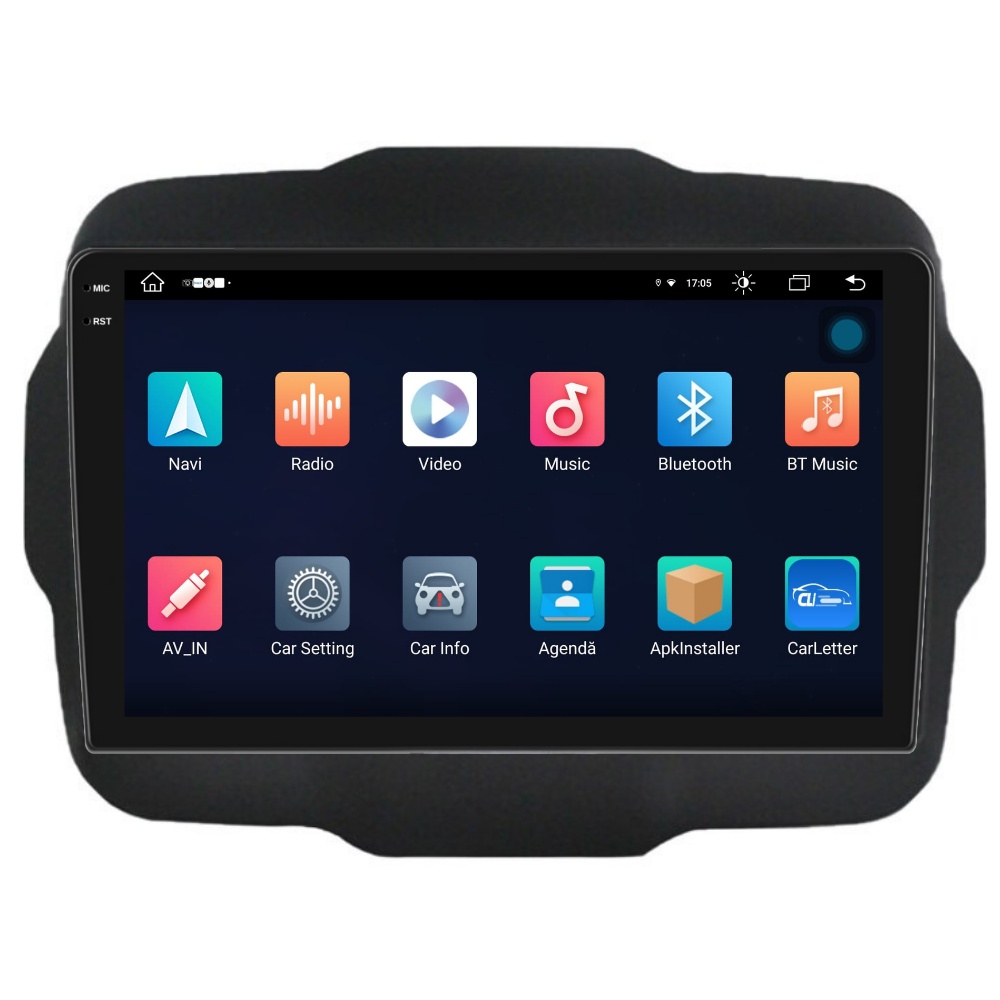 MIC
17:05
RST
Navi
Radio
Video
Music
Bluetooth
BT Music
AV_IN
Car Setting
Car Info
Agendă
ApkInstaller
CarLetter